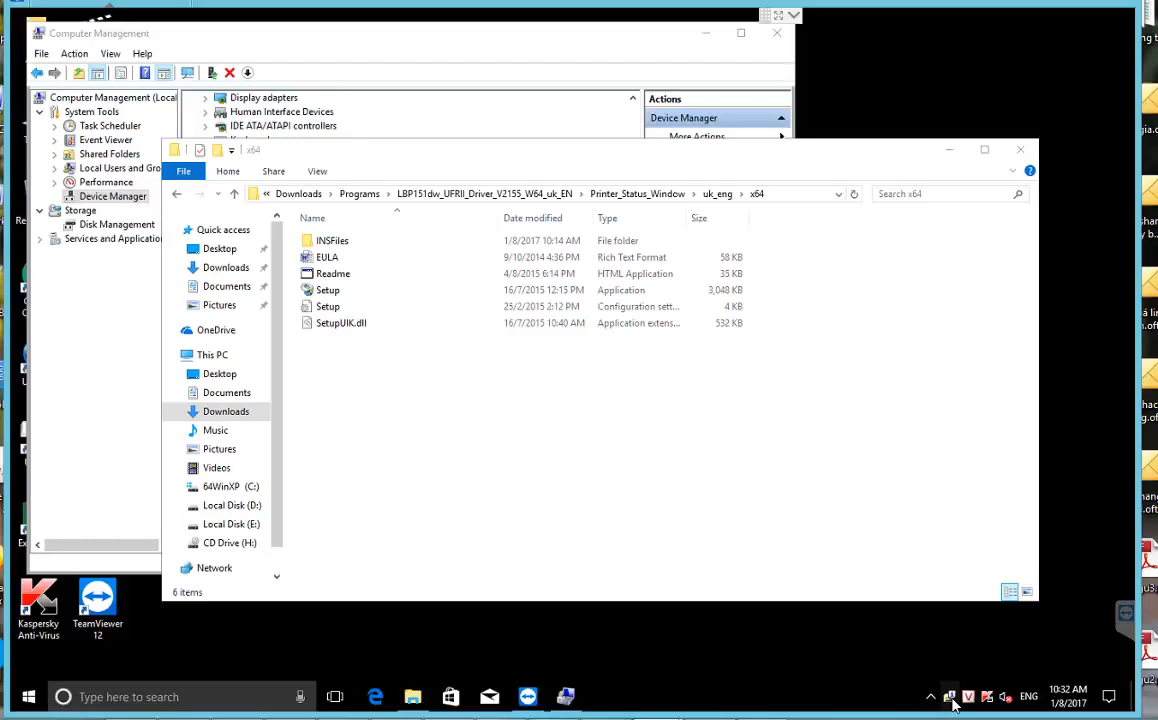 Computer Management
File Action View Help
Computer Management (Local
System Tools
Task Scheduler
Event Viewer
Shared Folders
Local Users and Gro
Performance
Device Manager
Storage
Disk Management
Services and Applicatio
Display adapters
Human Interface Devices
IDE ATA/ATAPI controllers
Actions
Device Manager
More Actions
x64
File Home Share View
« Downloads > Programs > LBP151dw_UFRII_Driver_V2155_W64_uk_EN > Printer_Status_Window > uk_eng > x64
Search x64
Name Date modified Type Size
INSFiles 1/8/2017 10:14 AM File folder
EULA 9/10/2014 4:36 PM Rich Text Format 58 KB
Readme 4/8/2015 6:14 PM HTML Application 35 KB
Setup 16/7/2015 12:15 PM Application 3,048 KB
Setup 25/2/2015 2:12 PM Configuration sett... 4 KB
SetupUIK.dll 16/7/2015 10:40 AM Application extens... 532 KB
Quick access
Desktop
Downloads
Documents
Pictures
OneDrive
This PC
Desktop
Documents
Downloads
Music
Pictures
Videos
64WinXP (C:)
Local Disk (D:)
Local Disk (E:)
CD Drive (H:)
Network
6 items
Kaspersky
Anti-Virus
TeamViewer
12
Type here to search
ENG
10:32 AM
1/8/2017